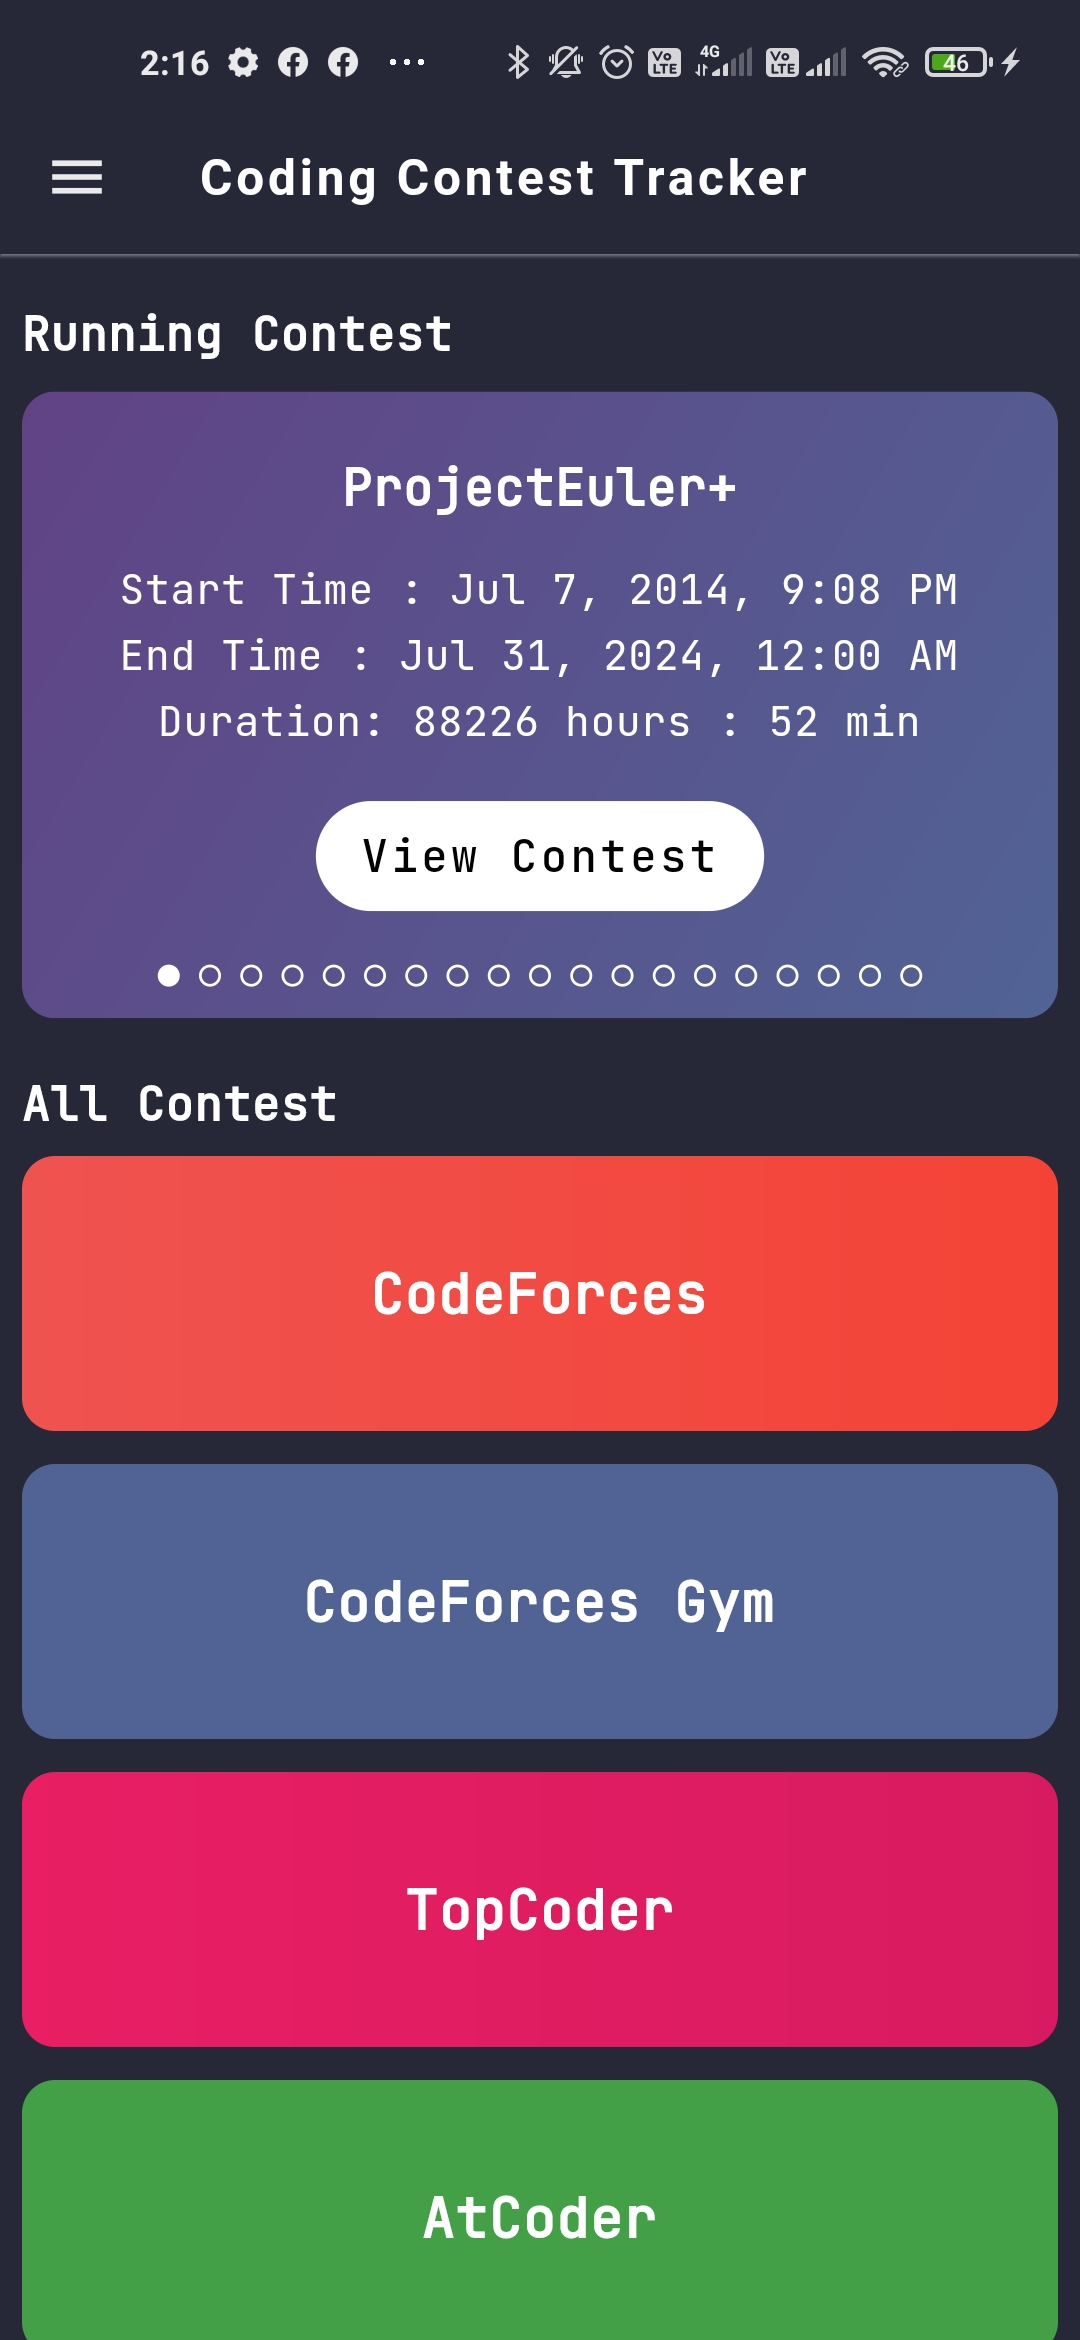 2:16 4G Vo LTE Vo LTE 46
Coding Contest Tracker
Running Contest
ProjectEuler+
Start Time : Jul 7, 2014, 9:08 PM
End Time : Jul 31, 2024, 12:00 AM
Duration: 88226 hours : 52 min
View Contest
All Contest
CodeForces
CodeForces Gym
TopCoder
AtCoder